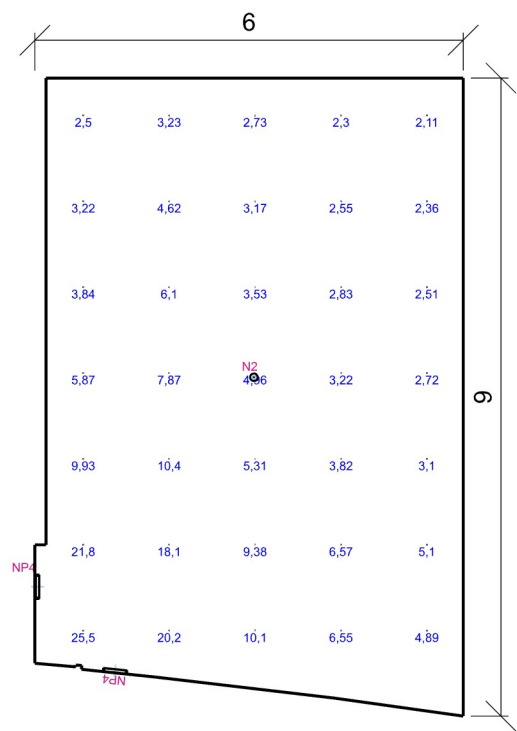 6
2,5 3,23 2,73 2,3 2,11
3,22 4,62 3,17 2,55 2,36
3,84 6,1 3,53 2,83 2,51
N2
5,87 7,87 3,22 2,72
9
9,93 10,4 5,31 3,82 3,1
21,8 18,1 9,38 6,57 5,1
NP4
25,5 20,2 10,1 6,55 4,89
NP4